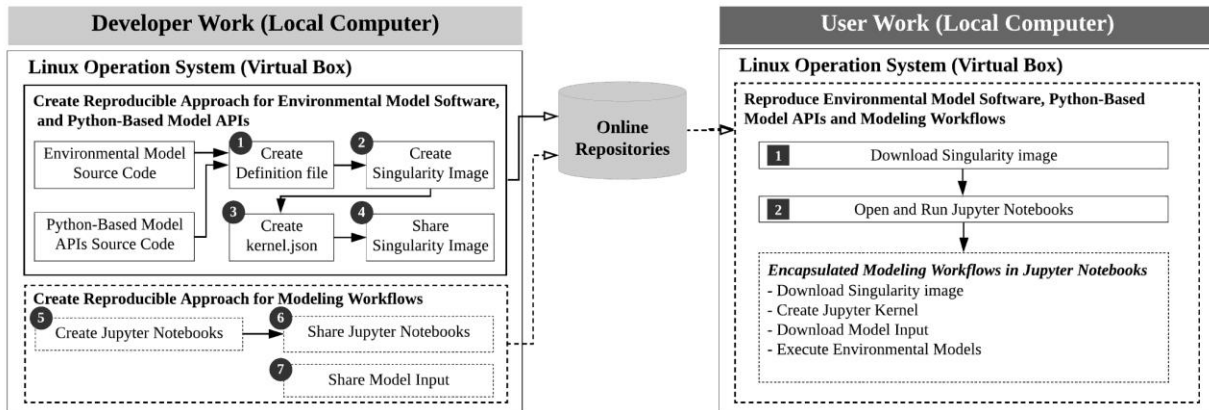 Developer Work (Local Computer)
Linux Operation System (Virtual Box)
Create Reproducible Approach for Environmental Model Software,
and Python-Based Model APIs
Environmental Model
Source Code
1
Create
Definition file
2
Create
Singularity Image
Python-Based Model
APIs Source Code
3
Create
kernel.json
4
Share
Singularity Image
Create Reproducible Approach for Modeling Workflows
5
Create Jupyter Notebooks
6
Share Jupyter Notebooks
7
Share Model Input
Online
Repositories
User Work (Local Computer)
Linux Operation System (Virtual Box)
Reproduce Environmental Model Software, Python-Based
Model APIs and Modeling Workflows
1
Download Singularity image
2
Open and Run Jupyter Notebooks
Encapsulated Modeling Workflows in Jupyter Notebooks
- Download Singularity image
- Create Jupyter Kernel
- Download Model Input
- Execute Environmental Models